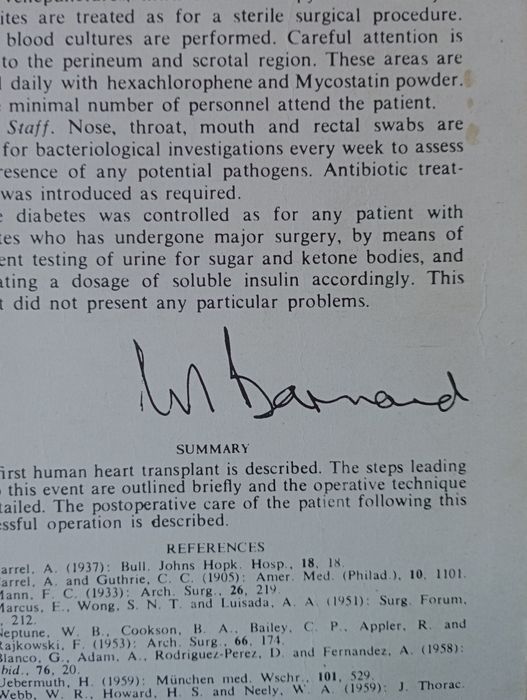 ites are treated as for a sterile surgical procedure.
blood cultures are performed. Careful attention is
to the perineum and scrotal region. These areas are
daily with hexachlorophene and Mycostatin powder.
minimal number of personnel attend the patient.
Staff. Nose, throat, mouth and rectal swabs are
for bacteriological investigations every week to assess
resence of any potential pathogens. Antibiotic treat-
was introduced as required.
e diabetes was controlled as for any patient with
tes who has undergone major surgery, by means of
ent testing of urine for sugar and ketone bodies, and
ating a dosage of soluble insulin accordingly. This
t did not present any particular problems.
Barnard
SUMMARY
irst human heart transplant is described. The steps leading
this event are outlined briefly and the operative technique
tailed. The postoperative care of the patient following this
essful operation is described.
REFERENCES
arrel, A. (1937): Bull. Johns Hopk. Hosp., 18, 18.
arrel, A. and Guthrie, C. C. (1905): Amer. Med. (Philad.), 10, 1101.
Mann, F. C. (1933): Arch. Surg., 26, 219.
Marcus, E., Wong, S. N. T. and Luisada, A. A. (1951): Surg. Forum,
, 212.
Neptune, W. B., Cookson, B. A., Bailey, C. P., Appler, R. and
Rajkowski, F. (1953): Arch. Surg., 66, 174.
Blanco, G., Adam, A., Rodriguez-Perez, D. and Fernandez, A. (1958):
bid., 76, 20.
Uebermuth, H. (1959): München med. Wschr., 101, 529.
Webb, W. R., Howard, H. S. and Neely, W. A. (1959): J. Thorac.